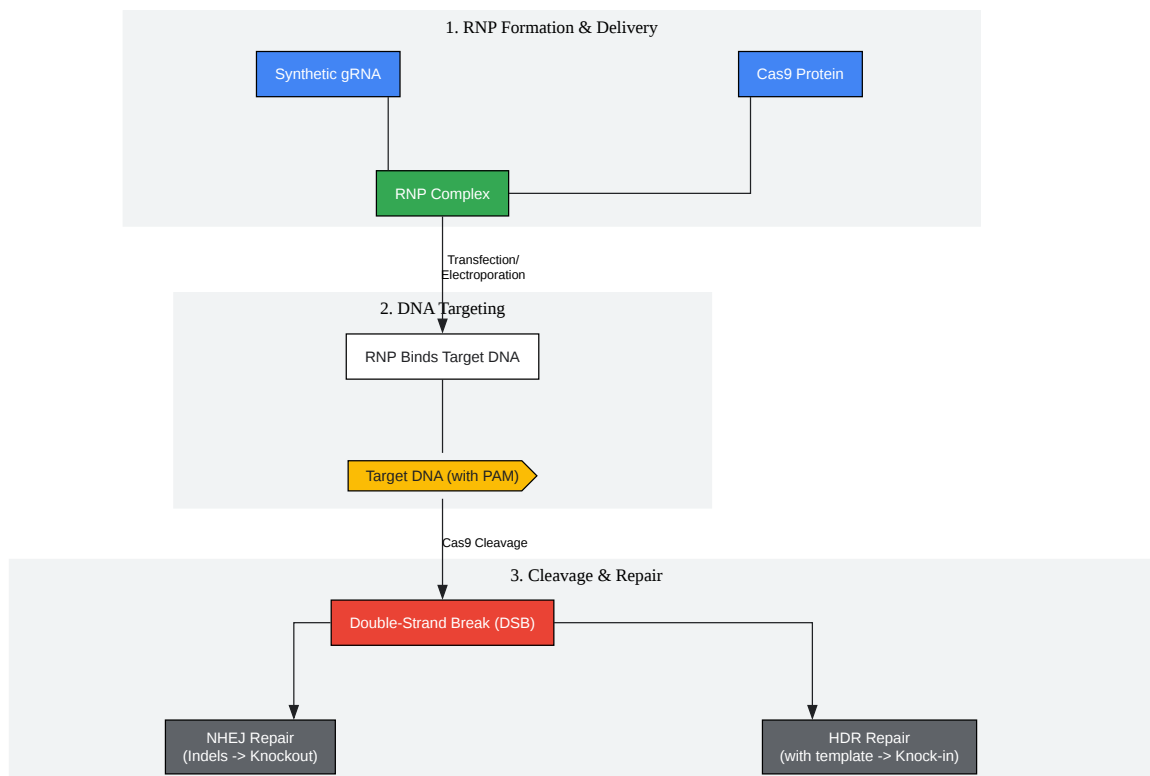 1. RNP Formation & Delivery
Synthetic gRNA
Cas9 Protein
RNP Complex
Transfection/
Electroporation
2. DNA Targeting
RNP Binds Target DNA
Target DNA (with PAM)
Cas9 Cleavage
3. Cleavage & Repair
Double-Strand Break (DSB)
NHEJ Repair
(Indels -> Knockout)
HDR Repair
(with template -> Knock-in)